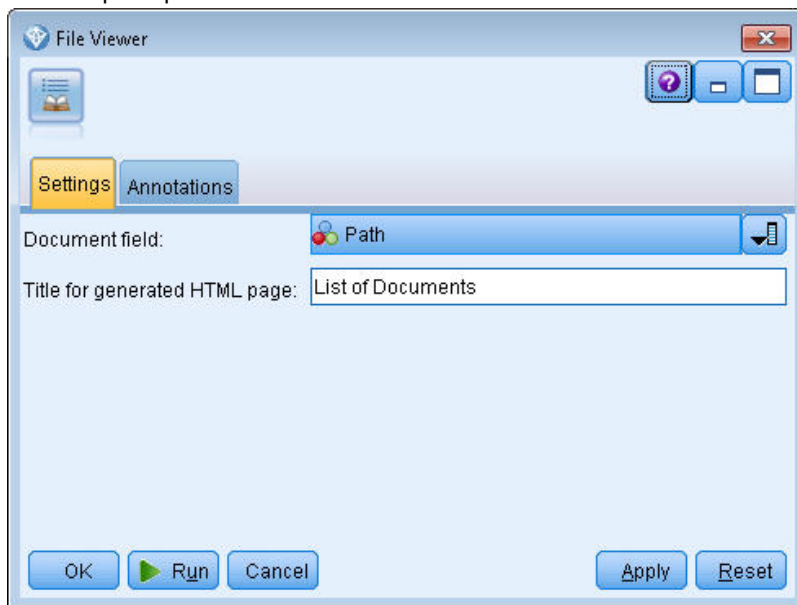 File Viewer
Settings Annotations
Document field: Path
Title for generated HTML page: List of Documents
OK Run Cancel Apply Reset